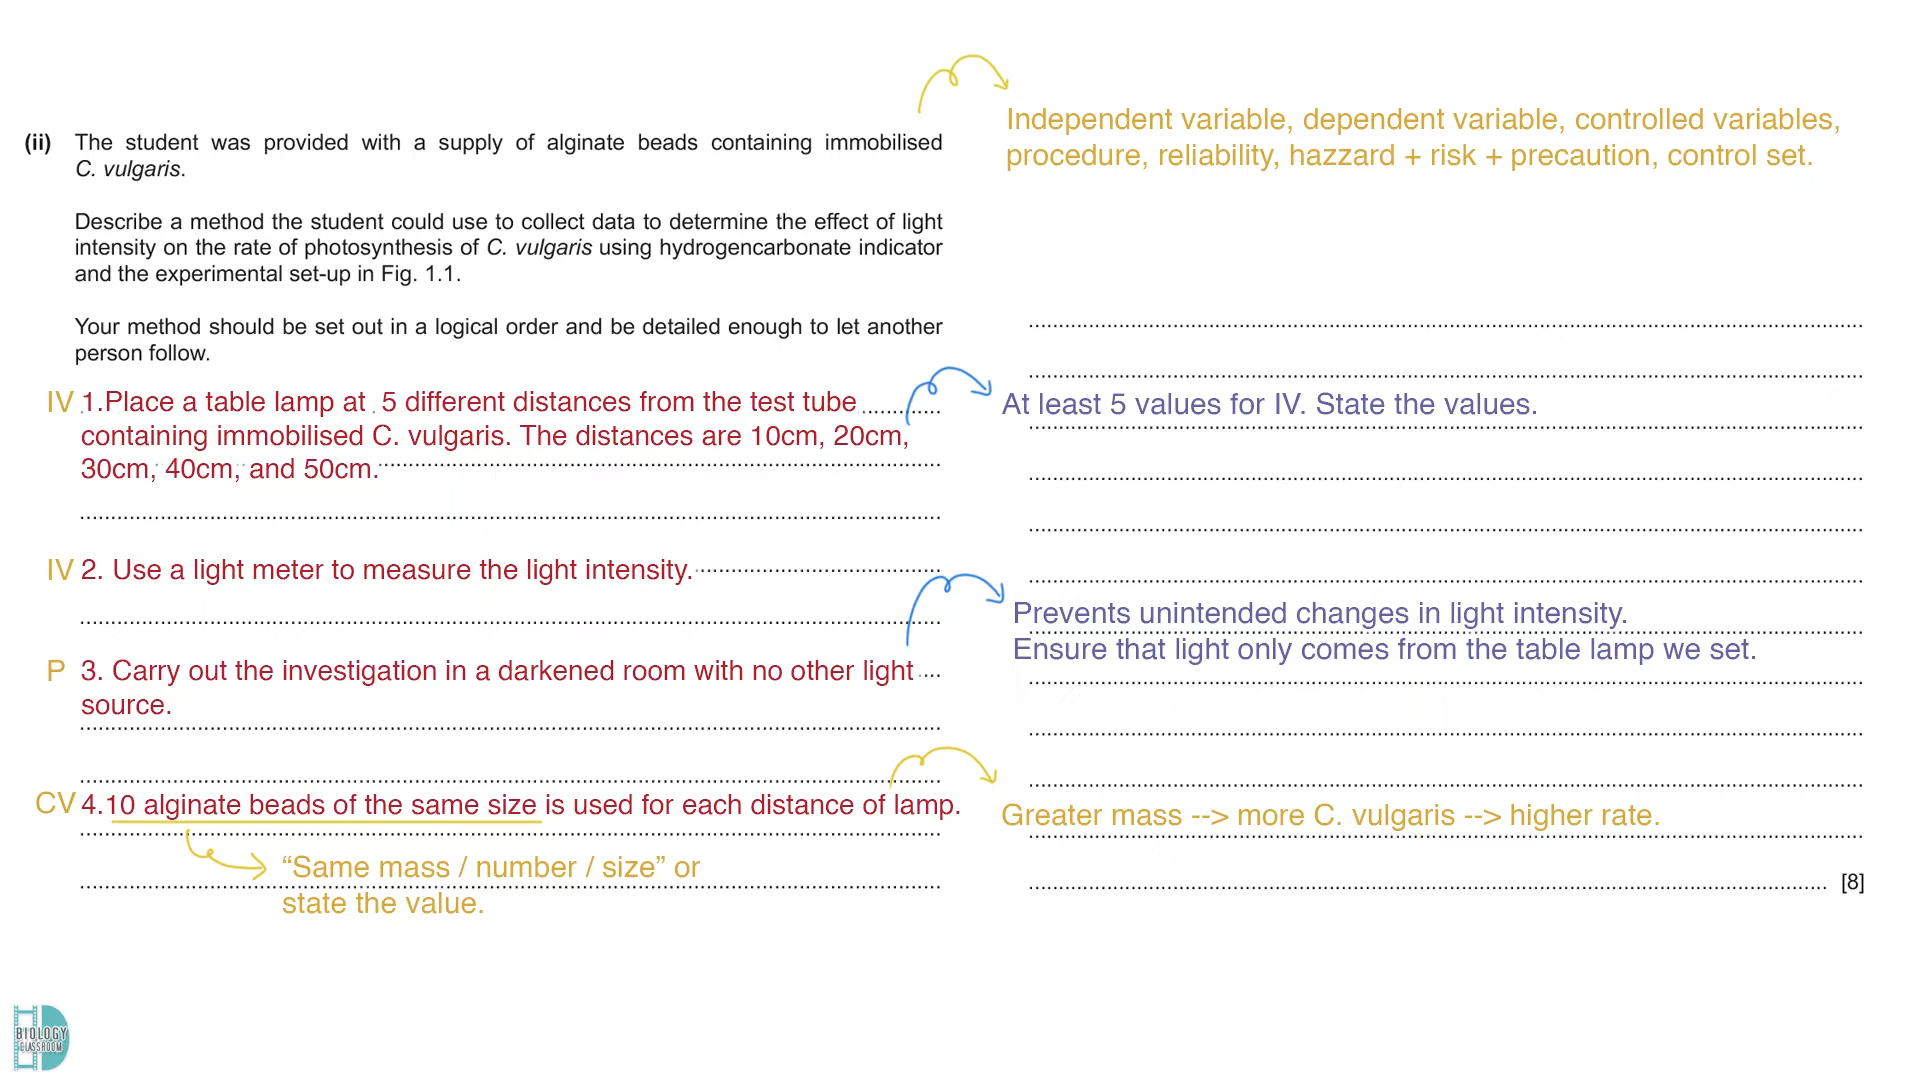 (ii) The student was provided with a supply of alginate beads containing immobilised
C. vulgaris.
Describe a method the student could use to collect data to determine the effect of light
intensity on the rate of photosynthesis of C. vulgaris using hydrogencarbonate indicator
and the experimental set-up in Fig. 1.1.
Your method should be set out in a logical order and be detailed enough to let another
person follow.
IV 1.Place a table lamp at 5 different distances from the test tube
containing immobilised C. vulgaris. The distances are 10cm, 20cm,
30cm, 40cm, and 50cm.
IV 2. Use a light meter to measure the light intensity.
P 3. Carry out the investigation in a darkened room with no other light
source.
CV 4.10 alginate beads of the same size is used for each distance of lamp.
“Same mass / number / size” or
state the value.
Independent variable, dependent variable, controlled variables,
procedure, reliability, hazzard + risk + precaution, control set.
At least 5 values for IV. State the values.
Prevents unintended changes in light intensity.
Ensure that light only comes from the table lamp we set.
Greater mass --> more C. vulgaris --> higher rate.
[8]
BIOLOGY
CLASSROOM